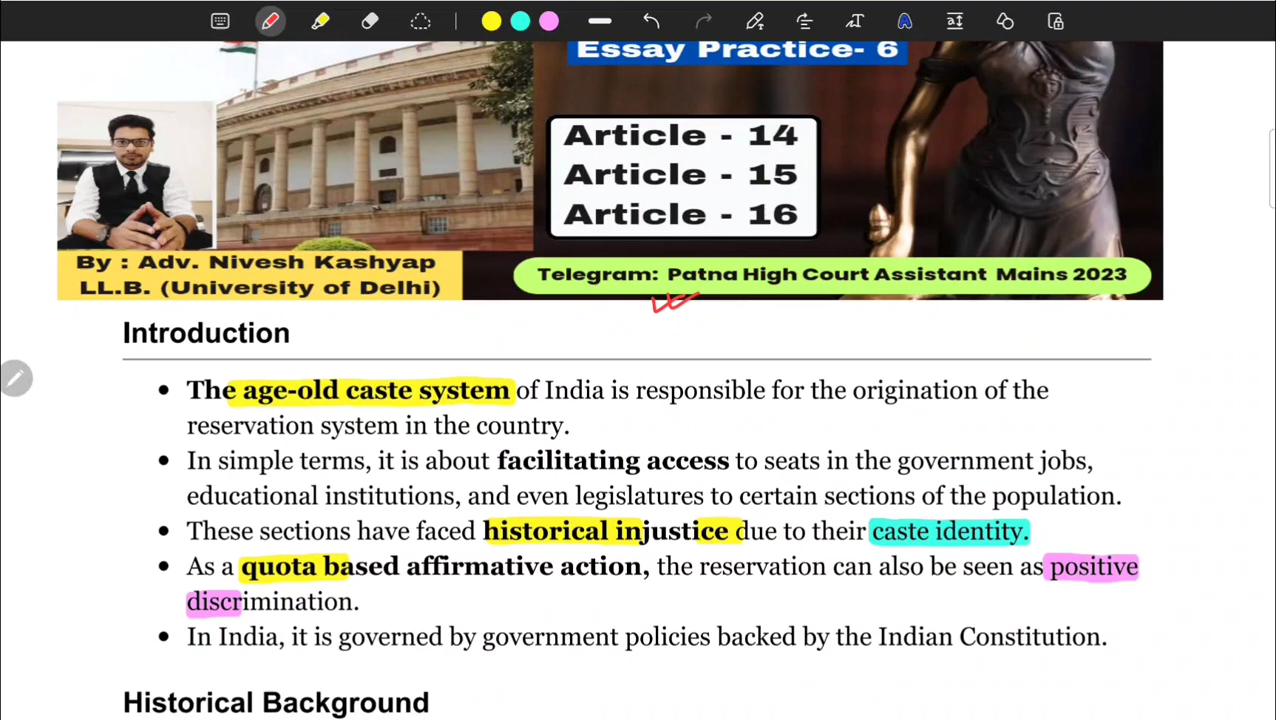 Essay Practice- 6
Article - 14
Article - 15
Article - 16
By : Adv. Nivesh Kashyap
LL.B. (University of Delhi)
Telegram: Patna High Court Assistant Mains 2023
Introduction
• The age-old caste system of India is responsible for the origination of the
reservation system in the country.
• In simple terms, it is about facilitating access to seats in the government jobs,
educational institutions, and even legislatures to certain sections of the population.
• These sections have faced historical injustice due to their caste identity.
• As a quota based affirmative action, the reservation can also be seen as positive
discrimination.
• In India, it is governed by government policies backed by the Indian Constitution.
Historical Background